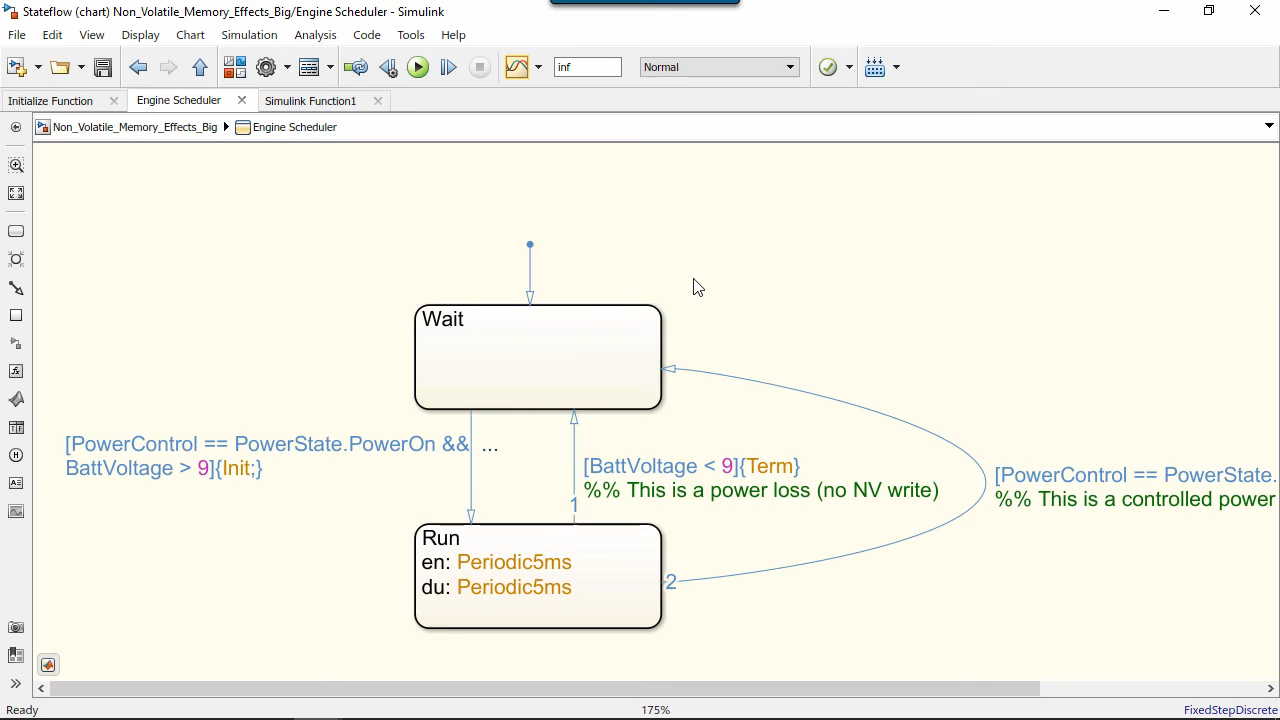 Stateflow (chart) Non_Volatile_Memory_Effects_Big/Engine Scheduler - Simulink
File Edit View Display Chart Simulation Analysis Code Tools Help
inf Normal
Initialize Function Engine Scheduler Simulink Function1
Non_Volatile_Memory_Effects_Big Engine Scheduler
Wait
[PowerControl == PowerState.PowerOn && ...
BattVoltage > 9]{Init;}
[BattVoltage < 9]{Term}
%% This is a power loss (no NV write)
1
[PowerControl == PowerState.
%% This is a controlled power
Run
en: Periodic5ms
du: Periodic5ms
2
Ready 175% FixedStepDiscrete